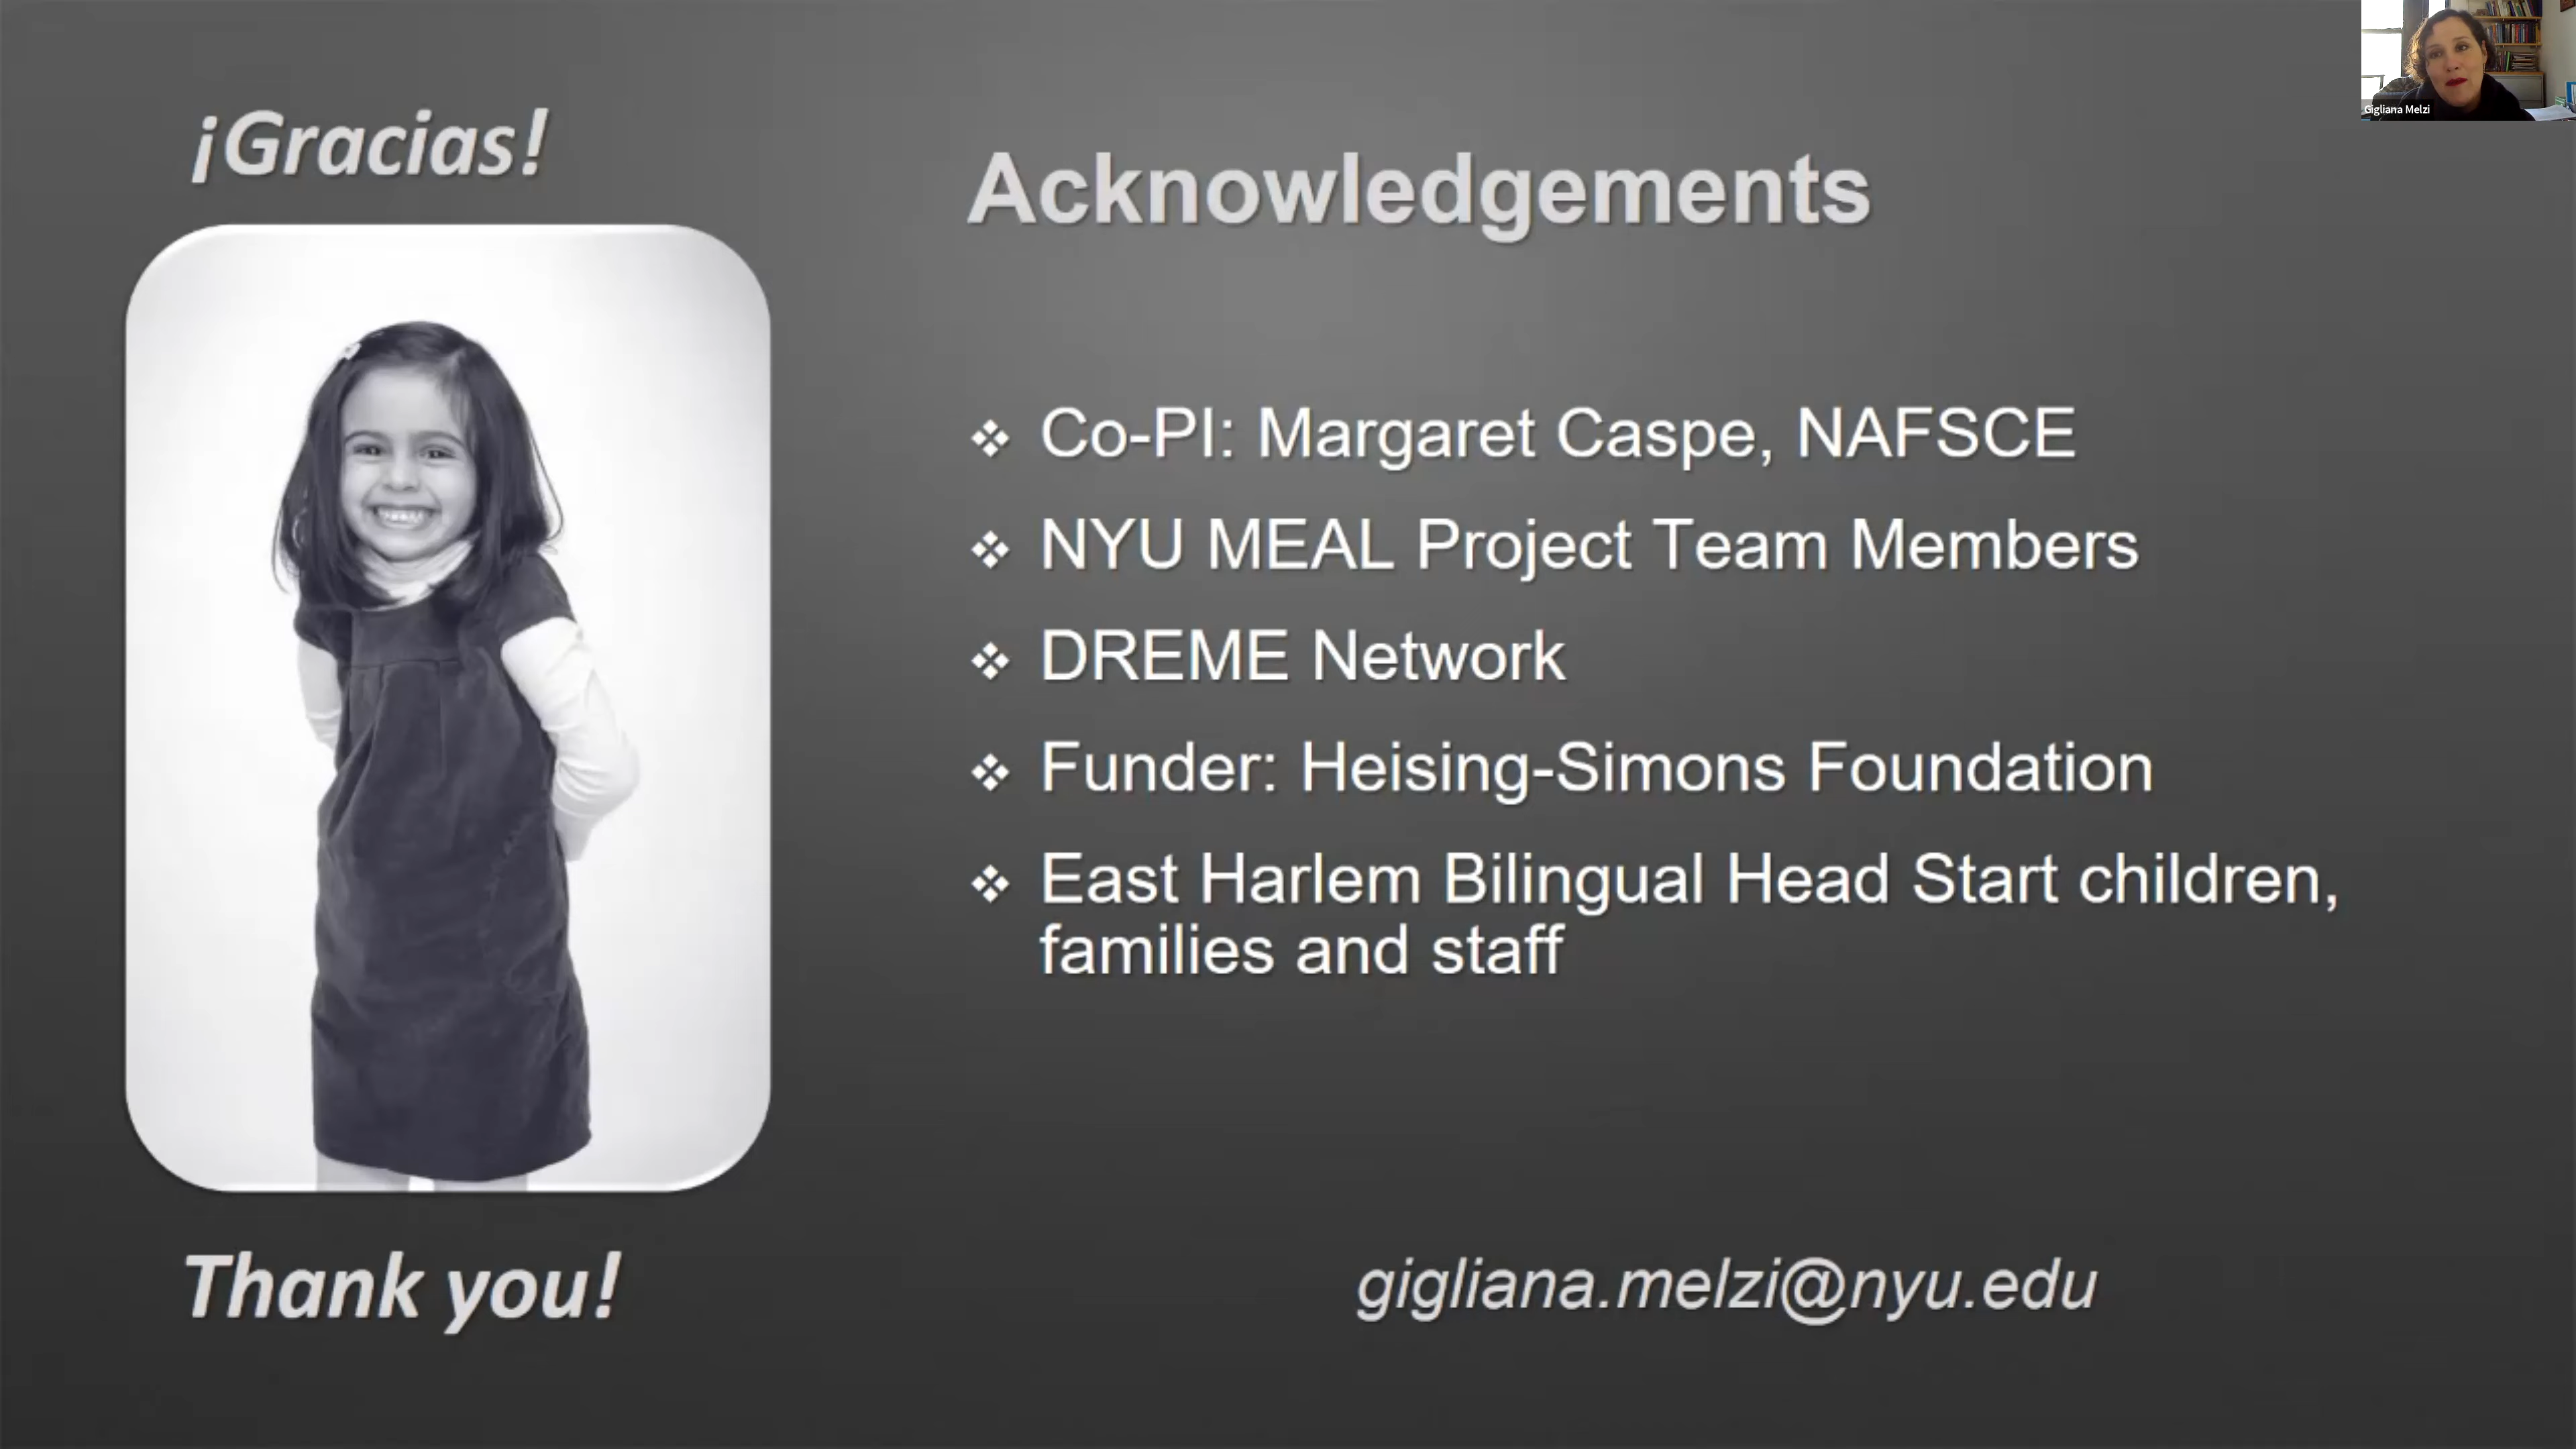 ¡Gracias!
Acknowledgements
❖ Co-PI: Margaret Caspe, NAFSCE
❖ NYU MEAL Project Team Members
❖ DREME Network
❖ Funder: Heising-Simons Foundation
❖ East Harlem Bilingual Head Start children,
families and staff
Thank you!
gigliana.melzi@nyu.edu
Gigliana Melzi